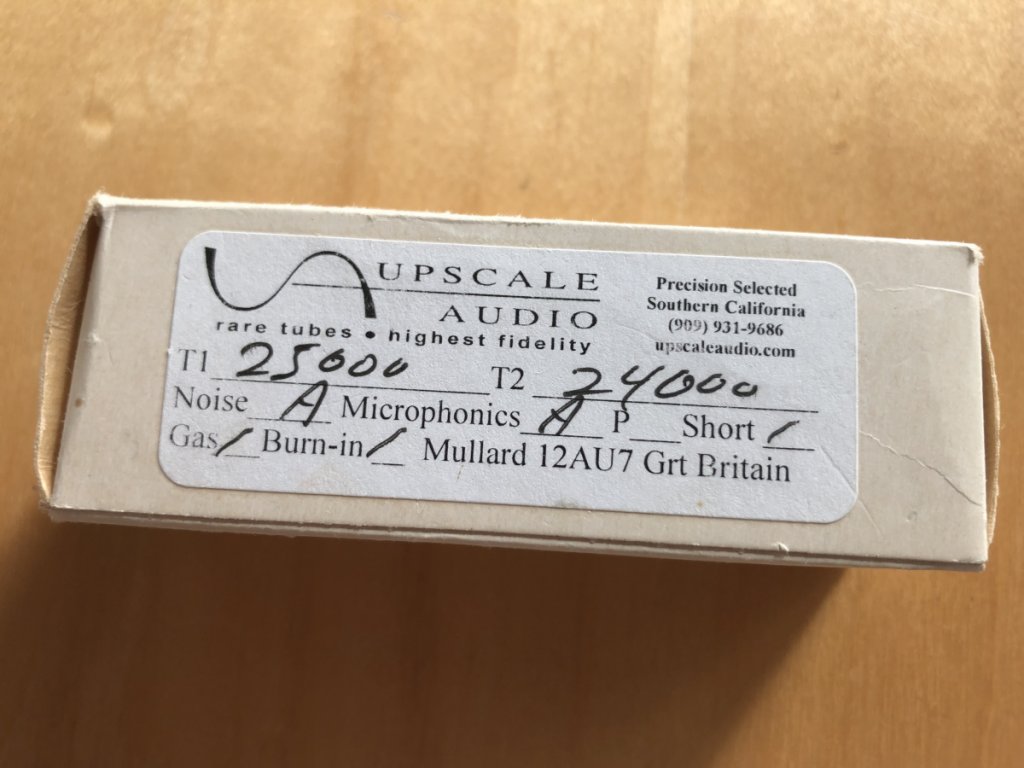 UPSCALE
AUDIO
rare tubes • highest fidelity
Precision Selected
Southern California
(909) 931-9686
upscaleaudio.com
T1 25000 T2 24000
Noise A Microphonics A P___ Short /
Gas / Burn-in / Mullard 12AU7 Grt Britain